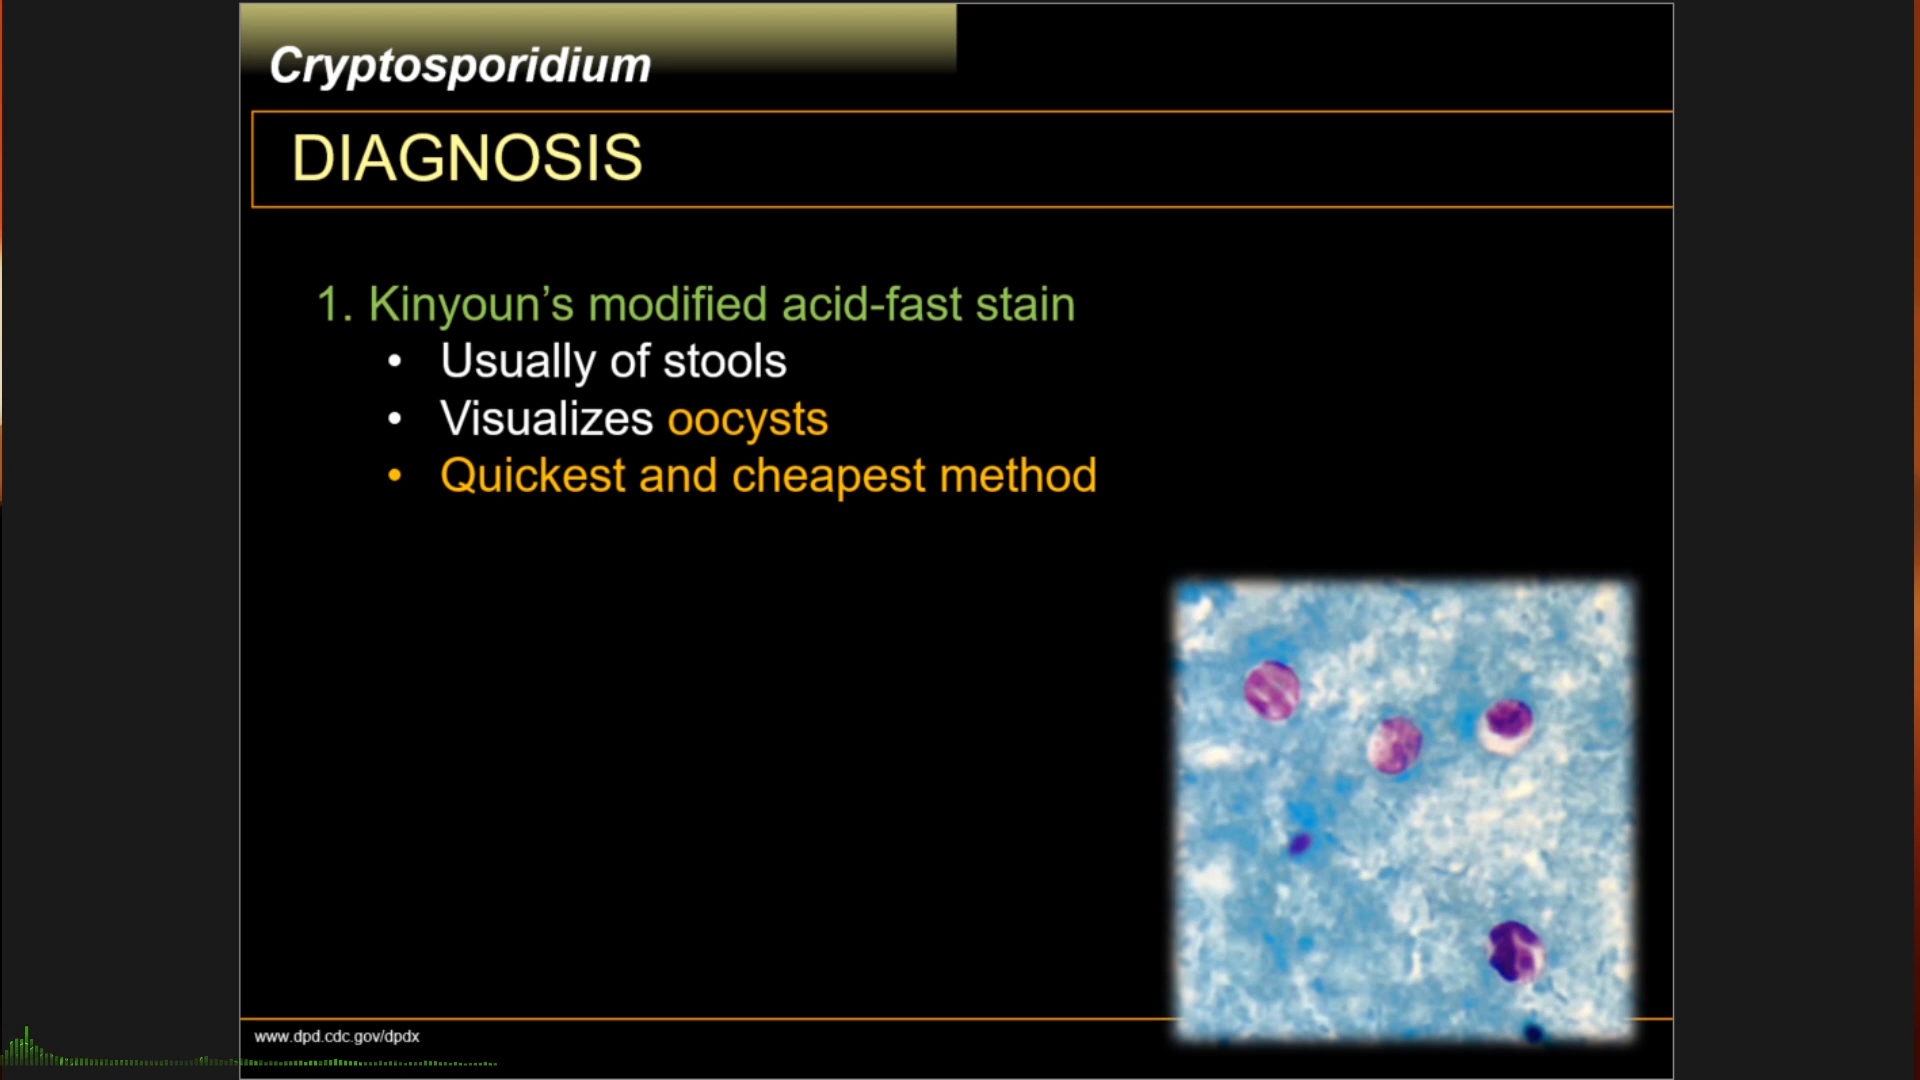 Cryptosporidium
DIAGNOSIS
1. Kinyoun’s modified acid-fast stain
• Usually of stools
• Visualizes oocysts
• Quickest and cheapest method
www.dpd.cdc.gov/dpdx